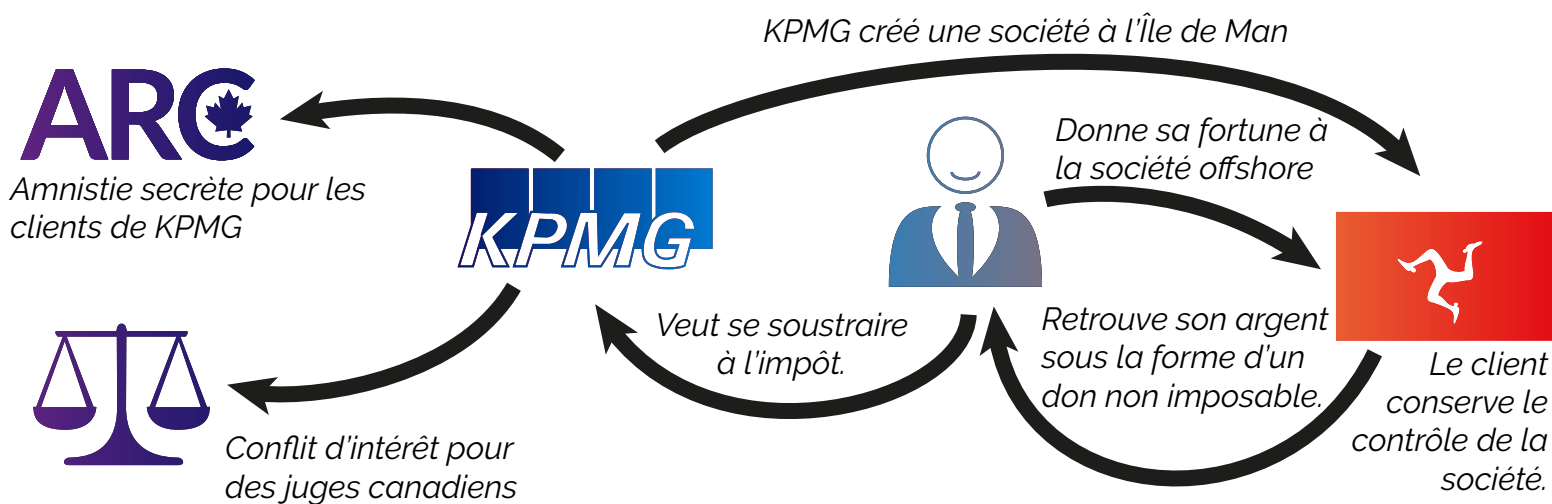 KPMG créé une société à l'Île de Man
ARC
Amnistie secrète pour les
clients de KPMG
KPMG
Donne sa fortune à
la société offshore
Veut se soustraire
à l'impôt.
Retrouve son argent
sous la forme d'un
don non imposable.
Le client
conserve le
contrôle de la
société.
Conflit d'intérêt pour
des juges canadiens